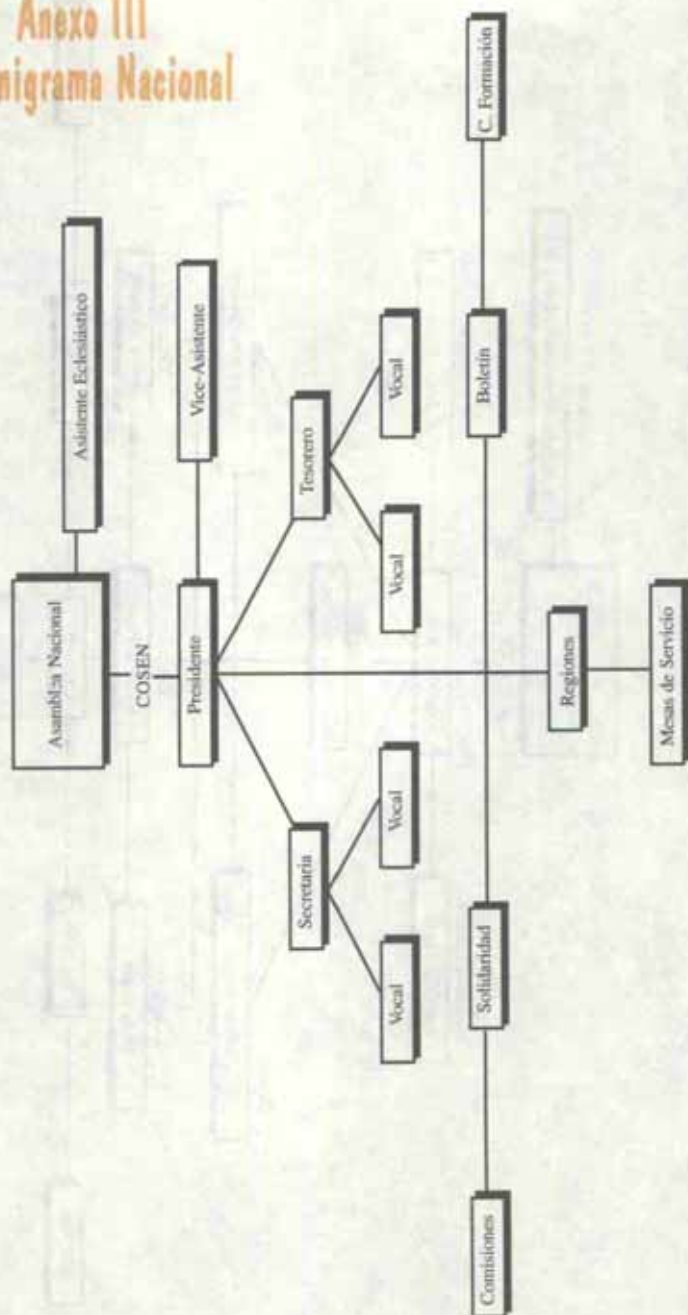 Anexo III
nigrama Nacional
Asamblea Nacional
Asistente Eclesiástico
COSEN
Presidente
Vice-Asistente
Secretaria
Tesorero
Vocal
Vocal
Vocal
Vocal
Comisiones
Solidaridad
Boletín
C. Formación
Regiones
Mesas de Servicio